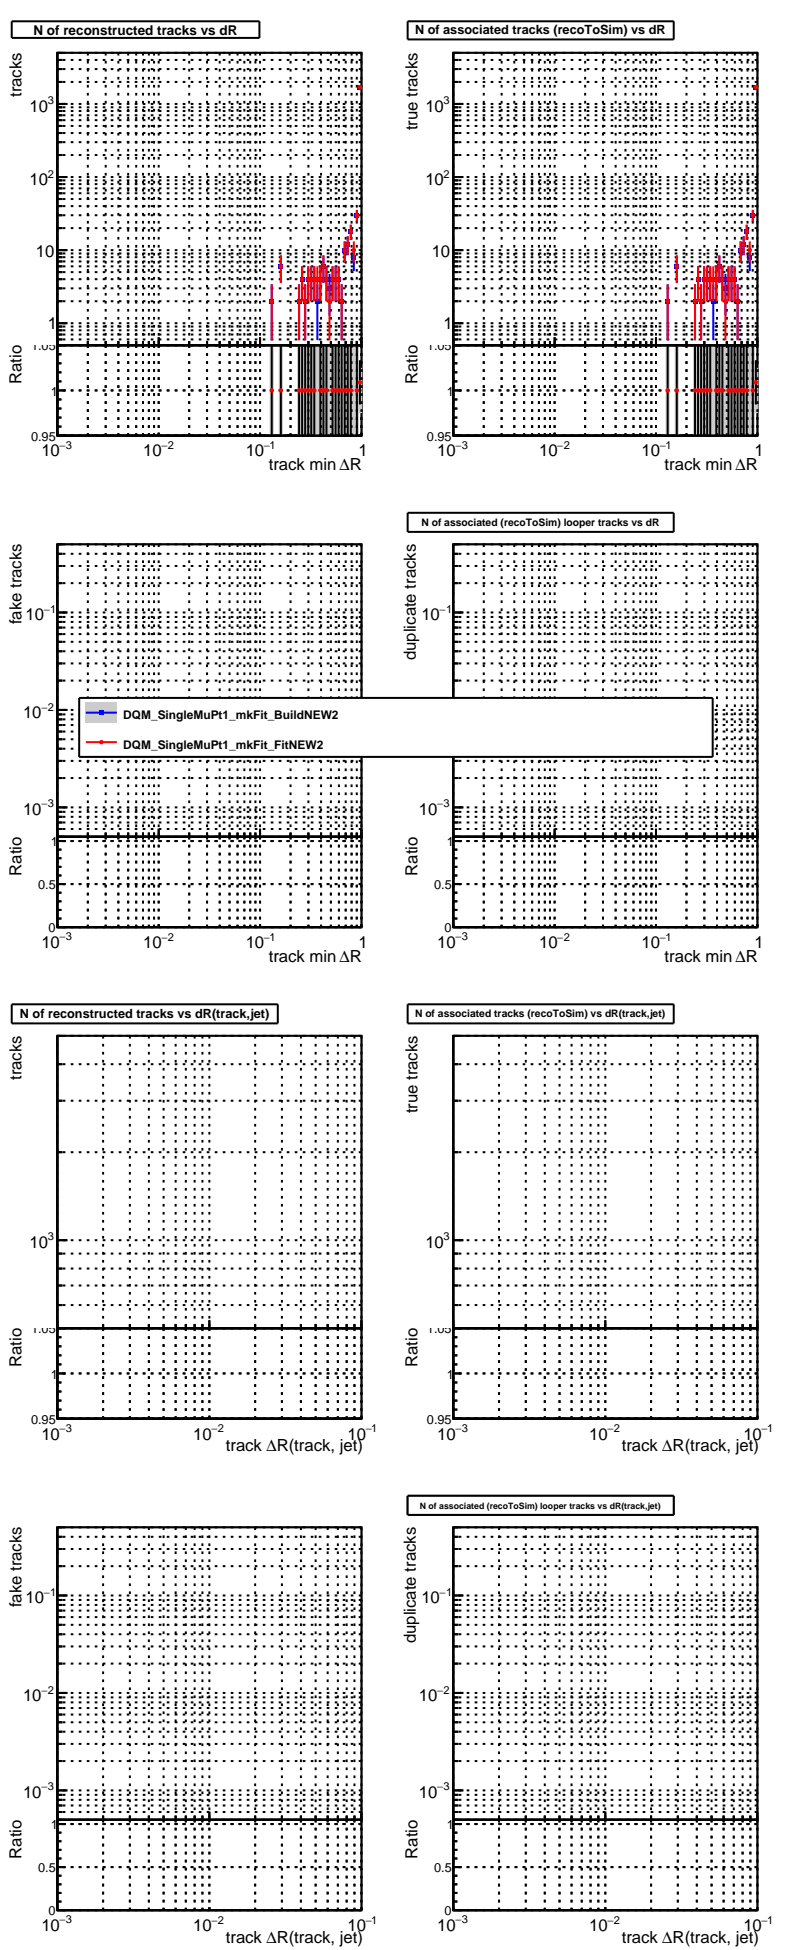 N of reconstructed tracks vs dR
tracks
10³
10²
10
1
Ratio
1.05
1
0.95
10⁻³ 10⁻² 10⁻¹ 1
track min ΔR
N of associated tracks (recoToSim) vs dR
true tracks
10³
10²
10
1
Ratio
1.05
1
0.95
10⁻³ 10⁻² 10⁻¹ 1
track min ΔR
fake tracks
10⁻¹
10⁻²
10⁻³
Ratio
1
0.5
0
10⁻³ 10⁻² 10⁻¹ 1
track min ΔR
N of associated (recoToSim) looper tracks vs dR
duplicate tracks
10⁻¹
10⁻³
Ratio
1
0.5
0
10⁻³ 10⁻² 10⁻¹ 1
track min ΔR
DQM_SingleMuPt1_mkFit_BuildNEW2
DQM_SingleMuPt1_mkFit_FitNEW2
N of reconstructed tracks vs dR(track,jet)
tracks
10³
Ratio
1.05
1
0.95
10⁻³ 10⁻² 10⁻¹
track ΔR(track, jet)
N of associated tracks (recoToSim) vs dR(track,jet)
true tracks
10³
Ratio
1.05
1
0.95
10⁻³ 10⁻² 10⁻¹
track ΔR(track, jet)
fake tracks
10⁻¹
10⁻²
10⁻³
Ratio
1
0.5
0
10⁻³ 10⁻² 10⁻¹
track ΔR(track, jet)
N of associated (recoToSim) looper tracks vs dR(track,jet)
duplicate tracks
10⁻¹
10⁻²
10⁻³
Ratio
1
0.5
0
10⁻³ 10⁻² 10⁻¹
track ΔR(track, jet)